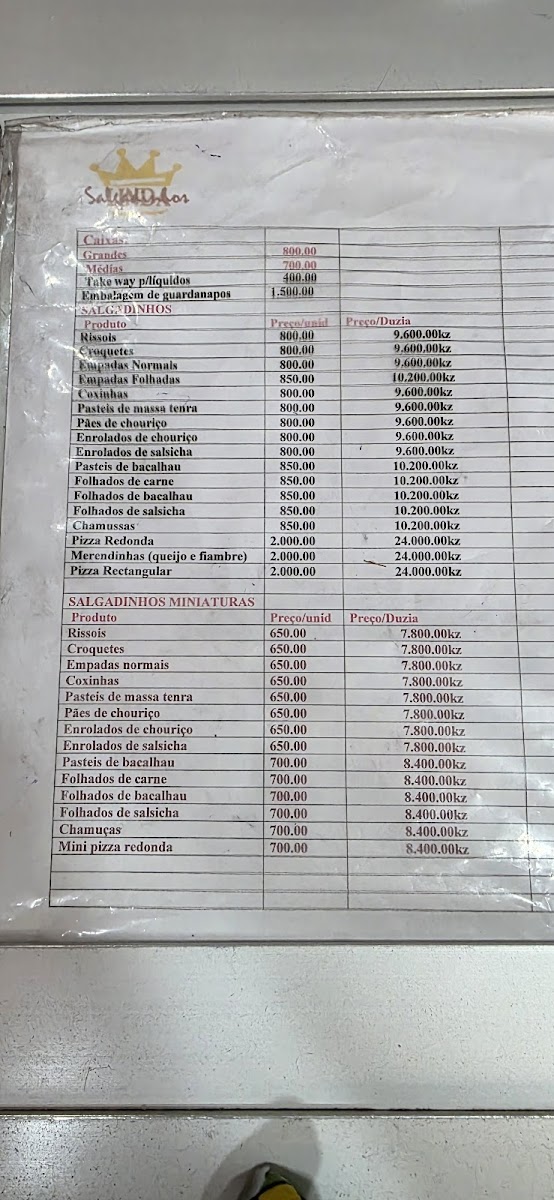 Salgadinhos
Caixas:
Grandes 800.00
Médias 700.00
Take way p/líquidos 400.00
Embalagem de guardanapos 1.500.00
SALGADINHOS
Produto Preço/unid Preço/Duzia
Rissois 800.00 9.600.00kz
Croquetes 800.00 9.600.00kz
Empadas Normais 800.00 9.600.00kz
Empadas Folhadas 850.00 10.200.00kz
Coxinhas 800.00 9.600.00kz
Pasteis de massa tenra 800.00 9.600.00kz
Pães de chouriço 800.00 9.600.00kz
Enrolados de chouriço 800.00 9.600.00kz
Enrolados de salsicha 800.00 9.600.00kz
Pasteis de bacalhau 850.00 10.200.00kz
Folhados de carne 850.00 10.200.00kz
Folhados de bacalhau 850.00 10.200.00kz
Folhados de salsicha 850.00 10.200.00kz
Chamussas 850.00 10.200.00kz
Pizza Redonda 2.000.00 24.000.00kz
Merendinhas (queijo e fiambre) 2.000.00 24.000.00kz
Pizza Rectangular 2.000.00 24.000.00kz
SALGADINHOS MINIATURAS
Produto Preço/unid Preço/Duzia
Rissois 650.00 7.800.00kz
Croquetes 650.00 7.800.00kz
Empadas normais 650.00 7.800.00kz
Coxinhas 650.00 7.800.00kz
Pasteis de massa tenra 650.00 7.800.00kz
Pães de chouriço 650.00 7.800.00kz
Enrolados de chouriço 650.00 7.800.00kz
Enrolados de salsicha 650.00 7.800.00kz
Pasteis de bacalhau 700.00 8.400.00kz
Folhados de carne 700.00 8.400.00kz
Folhados de bacalhau 700.00 8.400.00kz
Folhados de salsicha 700.00 8.400.00kz
Chamuças 700.00 8.400.00kz
Mini pizza redonda 700.00 8.400.00kz